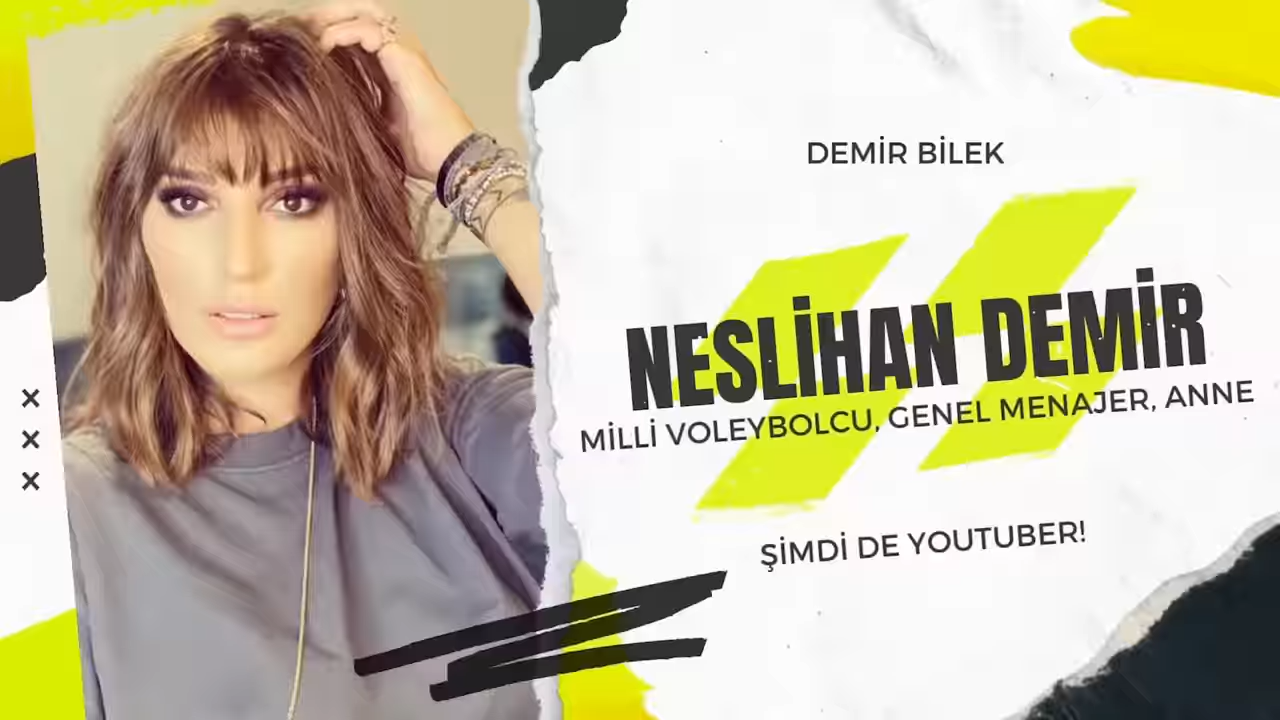 DEMİR BİLEK
NESLİHAN DEMİR
MİLLİ VOLEYBOLCU, GENEL MENAJER, ANNE
ŞİMDİ DE YOUTUBER!